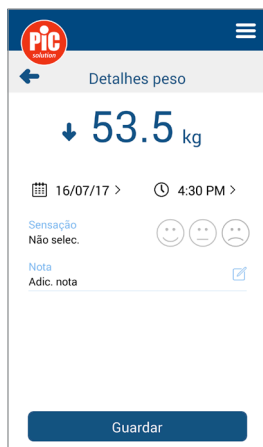 PiC
solution
Detalhes peso
53.5 kg
16/07/17 > 4:30 PM >
Sensação
Não selec.
Nota
Adic. nota
Guardar